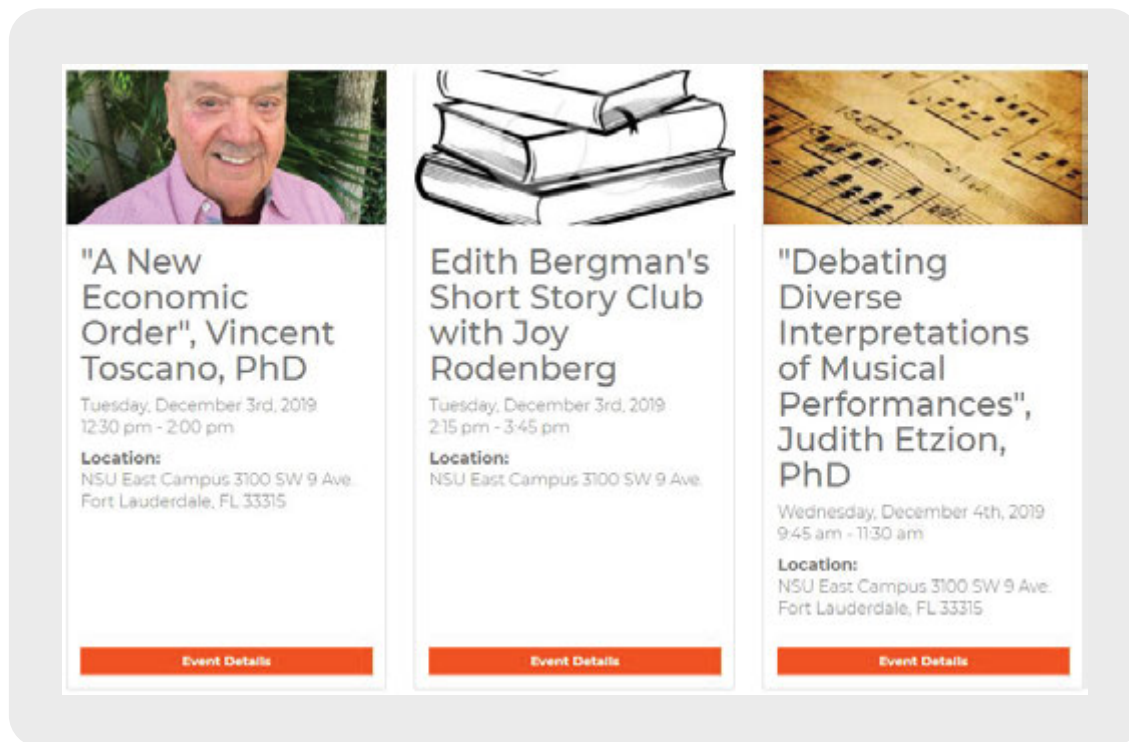 "A New
Economic
Order", Vincent
Toscano, PhD
Tuesday, December 3rd, 2019
12:30 pm - 2:00 pm
Location:
NSU East Campus 3100 SW 9 Ave.
Fort Lauderdale, FL 33315
Event Details
Edith Bergman's
Short Story Club
with Joy
Rodenberg
Tuesday, December 3rd, 2019
2:15 pm - 3:45 pm
Location:
NSU East Campus 3100 SW 9 Ave.
Event Details
"Debating
Diverse
Interpretations
of Musical
Performances",
Judith Etzion,
PhD
Wednesday, December 4th, 2019
9:45 am - 11:30 am
Location:
NSU East Campus 3100 SW 9 Ave.
Fort Lauderdale, FL 33315
Event Details